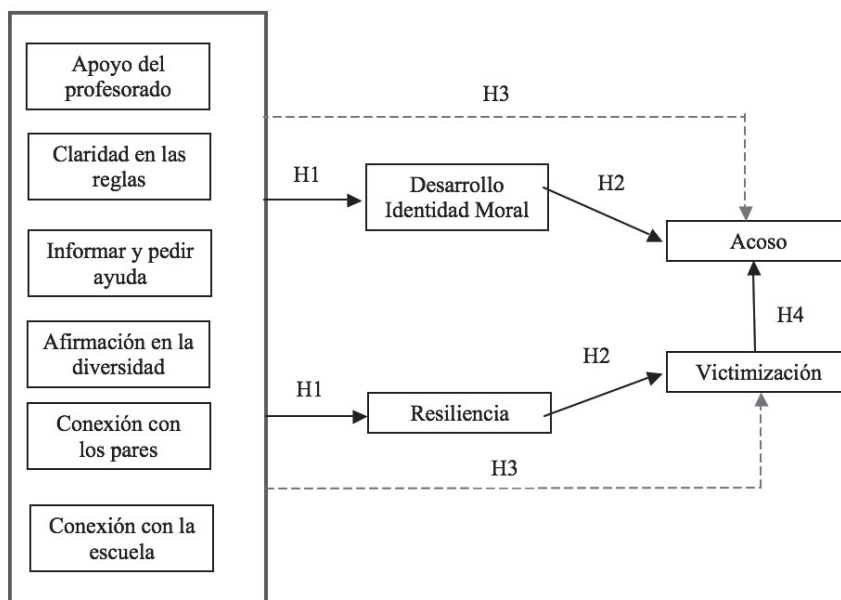 Apoyo del
profesorado
Claridad en las
reglas
Informar y pedir
ayuda
Afirmación en la
diversidad
Conexión con
los pares
Conexión con la
escuela
H3
H1
Desarrollo
Identidad Moral
H2
Acoso
H4
H1
Resiliencia
H2
Victimización
H3